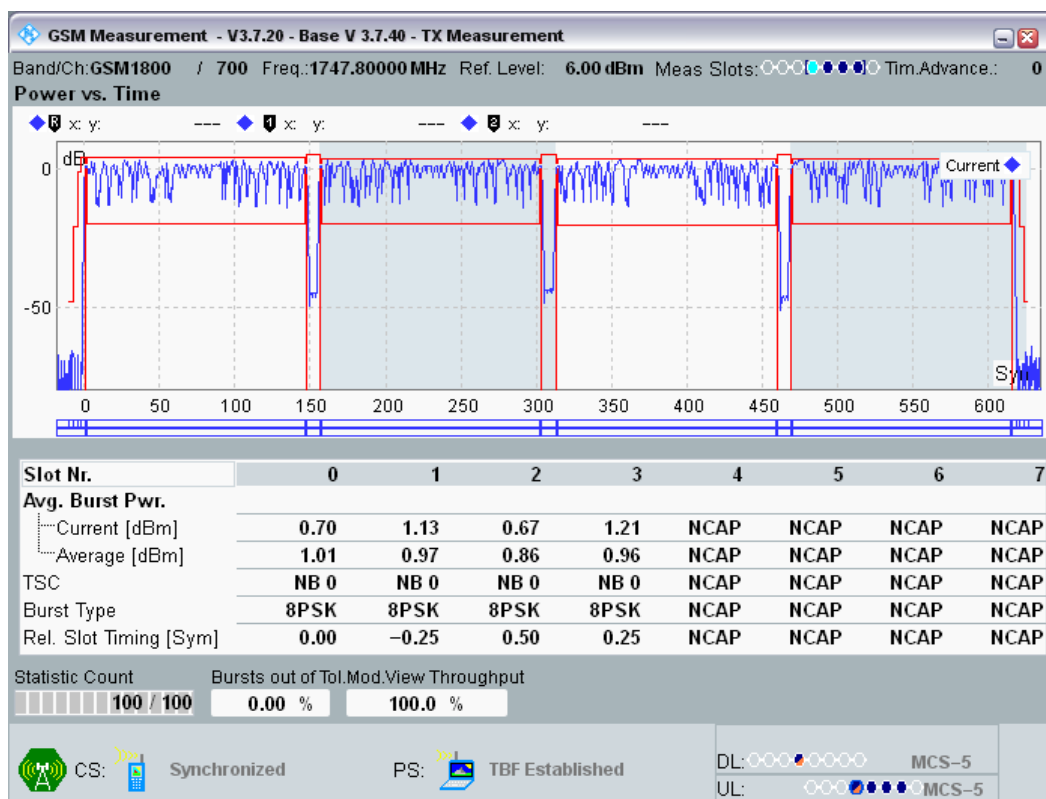 GSM Measurement - V3.7.20 - Base V 3.7.40 - TX Measurement
Band/Ch:GSM1800 / 700 Freq.:1747.80000 MHz Ref. Level: 6.00 dBm Meas Slots: Tim.Advance.: 0
Power vs. Time
R x: y: --- 1 x: y: --- 2 x: y: ---
dB
Current
0
-50
0 50 100 150 200 250 300 350 400 450 500 550 600
Slot Nr. 0 1 2 3 4 5 6 7
Avg. Burst Pwr.
Current [dBm] 0.70 1.13 0.67 1.21 NCAP NCAP NCAP NCAP
Average [dBm] 1.01 0.97 0.86 0.96 NCAP NCAP NCAP NCAP
TSC NB 0 NB 0 NB 0 NB 0 NCAP NCAP NCAP NCAP
Burst Type 8PSK 8PSK 8PSK 8PSK NCAP NCAP NCAP NCAP
Rel. Slot Timing [Sym] 0.00 −0.25 0.50 0.25 NCAP NCAP NCAP NCAP
Statistic Count Bursts out of Tol.Mod.View Throughput
100 / 100 0.00 % 100.0 %
CS: Synchronized PS: TBF Established
DL: MCS−5
UL: MCS−5